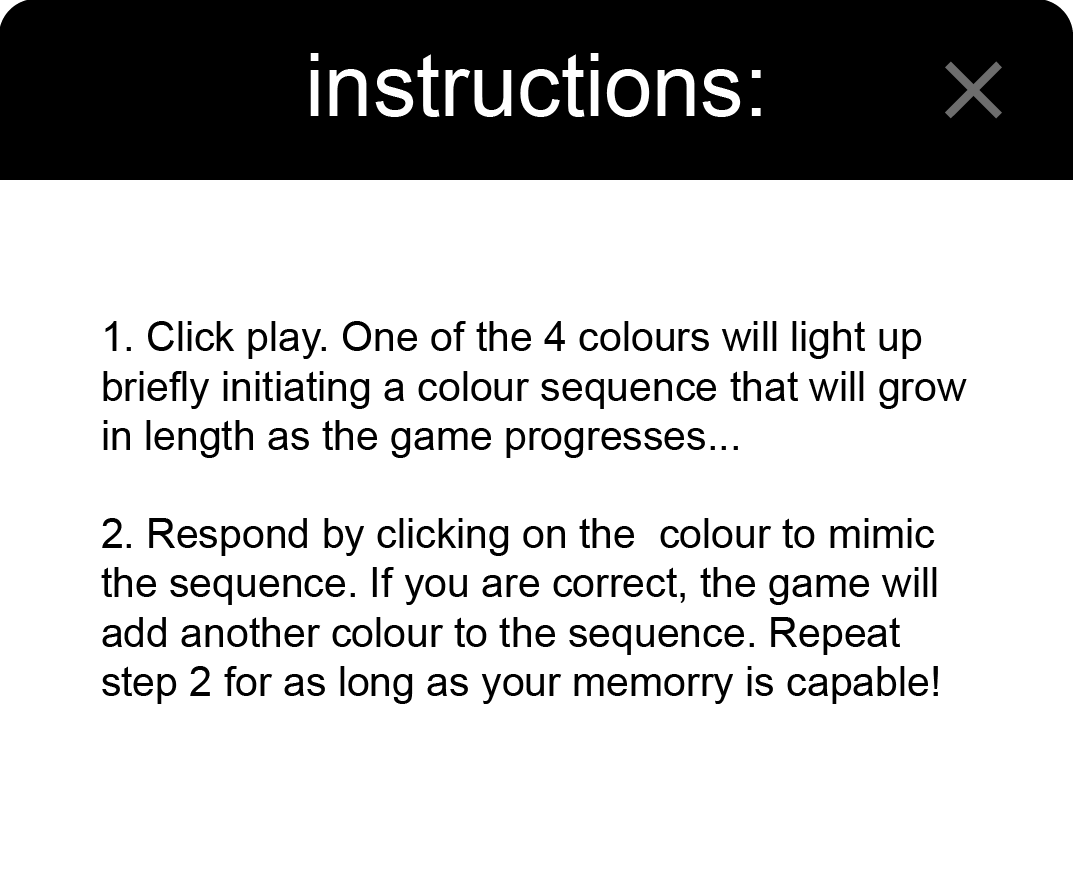 instructions:
1. Click play. One of the 4 colours will light up
briefly initiating a colour sequence that will grow
in length as the game progresses...
2. Respond by clicking on the  colour to mimic
the sequence. If you are correct, the game will
add another colour to the sequence. Repeat
step 2 for as long as your memorry is capable!